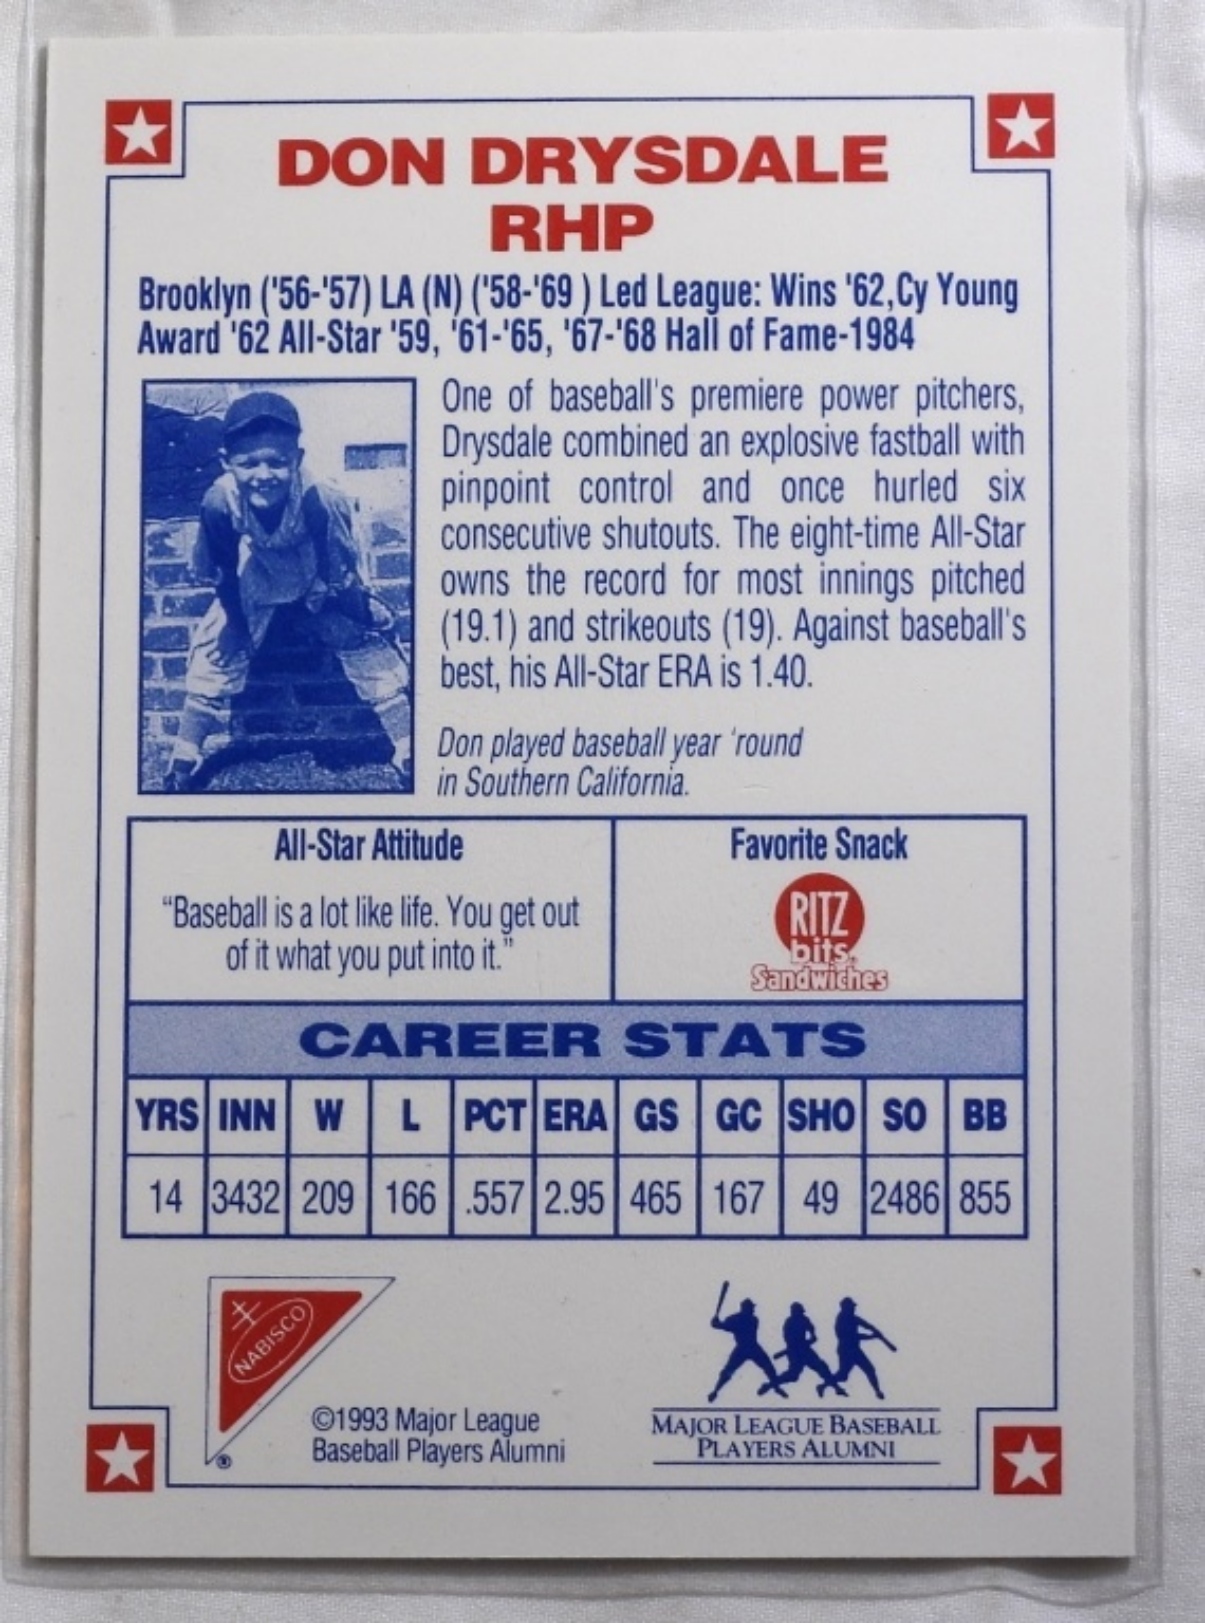 DON DRYSDALE
RHP
Brooklyn ('56-'57) LA (N) ('58-'69 ) Led League: Wins '62,Cy Young
Award '62 All-Star '59, '61-'65, '67-'68 Hall of Fame-1984
One of baseball's premiere power pitchers,
Drysdale combined an explosive fastball with
pinpoint control and once hurled six
consecutive shutouts. The eight-time All-Star
owns the record for most innings pitched
(19.1) and strikeouts (19). Against baseball's
best, his All-Star ERA is 1.40.
Don played baseball year 'round
in Southern California.
All-Star Attitude
“Baseball is a lot like life. You get out
of it what you put into it.”
Favorite Snack
RITZ
bits®
Sandwiches
CAREER STATS
YRS INN W L PCT ERA GS GC SHO SO BB
14 3432 209 166 .557 2.95 465 167 49 2486 855
NABISCO
®
©1993 Major League
Baseball Players Alumni
MAJOR LEAGUE BASEBALL
PLAYERS ALUMNI